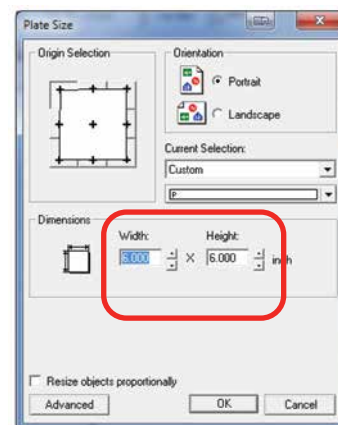 Plate Size
Origin Selection
Orientation
Portrait
Landscape
Current Selection:
Custom
P
Dimensions
Width:
Height:
6.000 X 6.000 inch
Resize objects proportionally
Advanced
OK
Cancel